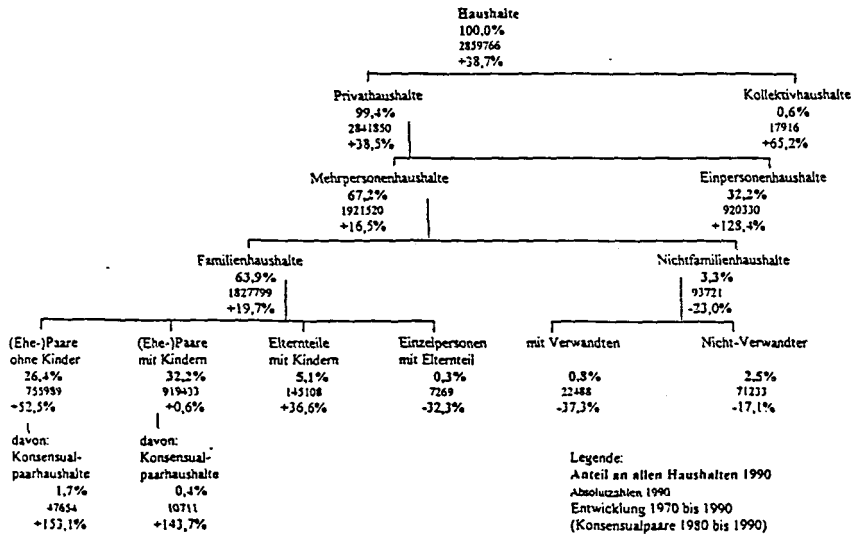 Haushalte
100,0%
2859766
+38,7%
Privathaushalte
99,4%
2841850
+38,5%
Kollektivhaushalte
0,6%
17916
+65,2%
Mehrpersonenhaushalte
67,2%
1921520
+16,5%
Einpersonenhaushalte
32,2%
920330
+128,4%
Familienhaushalte
63,9%
1827799
+19,7%
Nichtfamilienhaushalte
3,3%
93721
-23,0%
(Ehe-)Paare
ohne Kinder
26,4%
755989
+52,5%
(Ehe-)Paare
mit Kindern
32,2%
919433
+0,6%
Elternteile
mit Kindern
5,1%
145108
+36,6%
Einzelpersonen
mit Elternteil
0,3%
7269
-32,3%
mit Verwandten
0,8%
22488
-37,3%
Nicht-Verwandter
2,5%
71233
-17,1%
davon:
Konsensual-
paarhaushalte
1,7%
47654
+153,1%
davon:
Konsensual-
paarhaushalte
0,4%
10711
+143,7%
Legende:
Anteil an allen Haushalten 1990
Absolutzahlen 1990
Entwicklung 1970 bis 1990
(Konsensualpaare 1980 bis 1990)